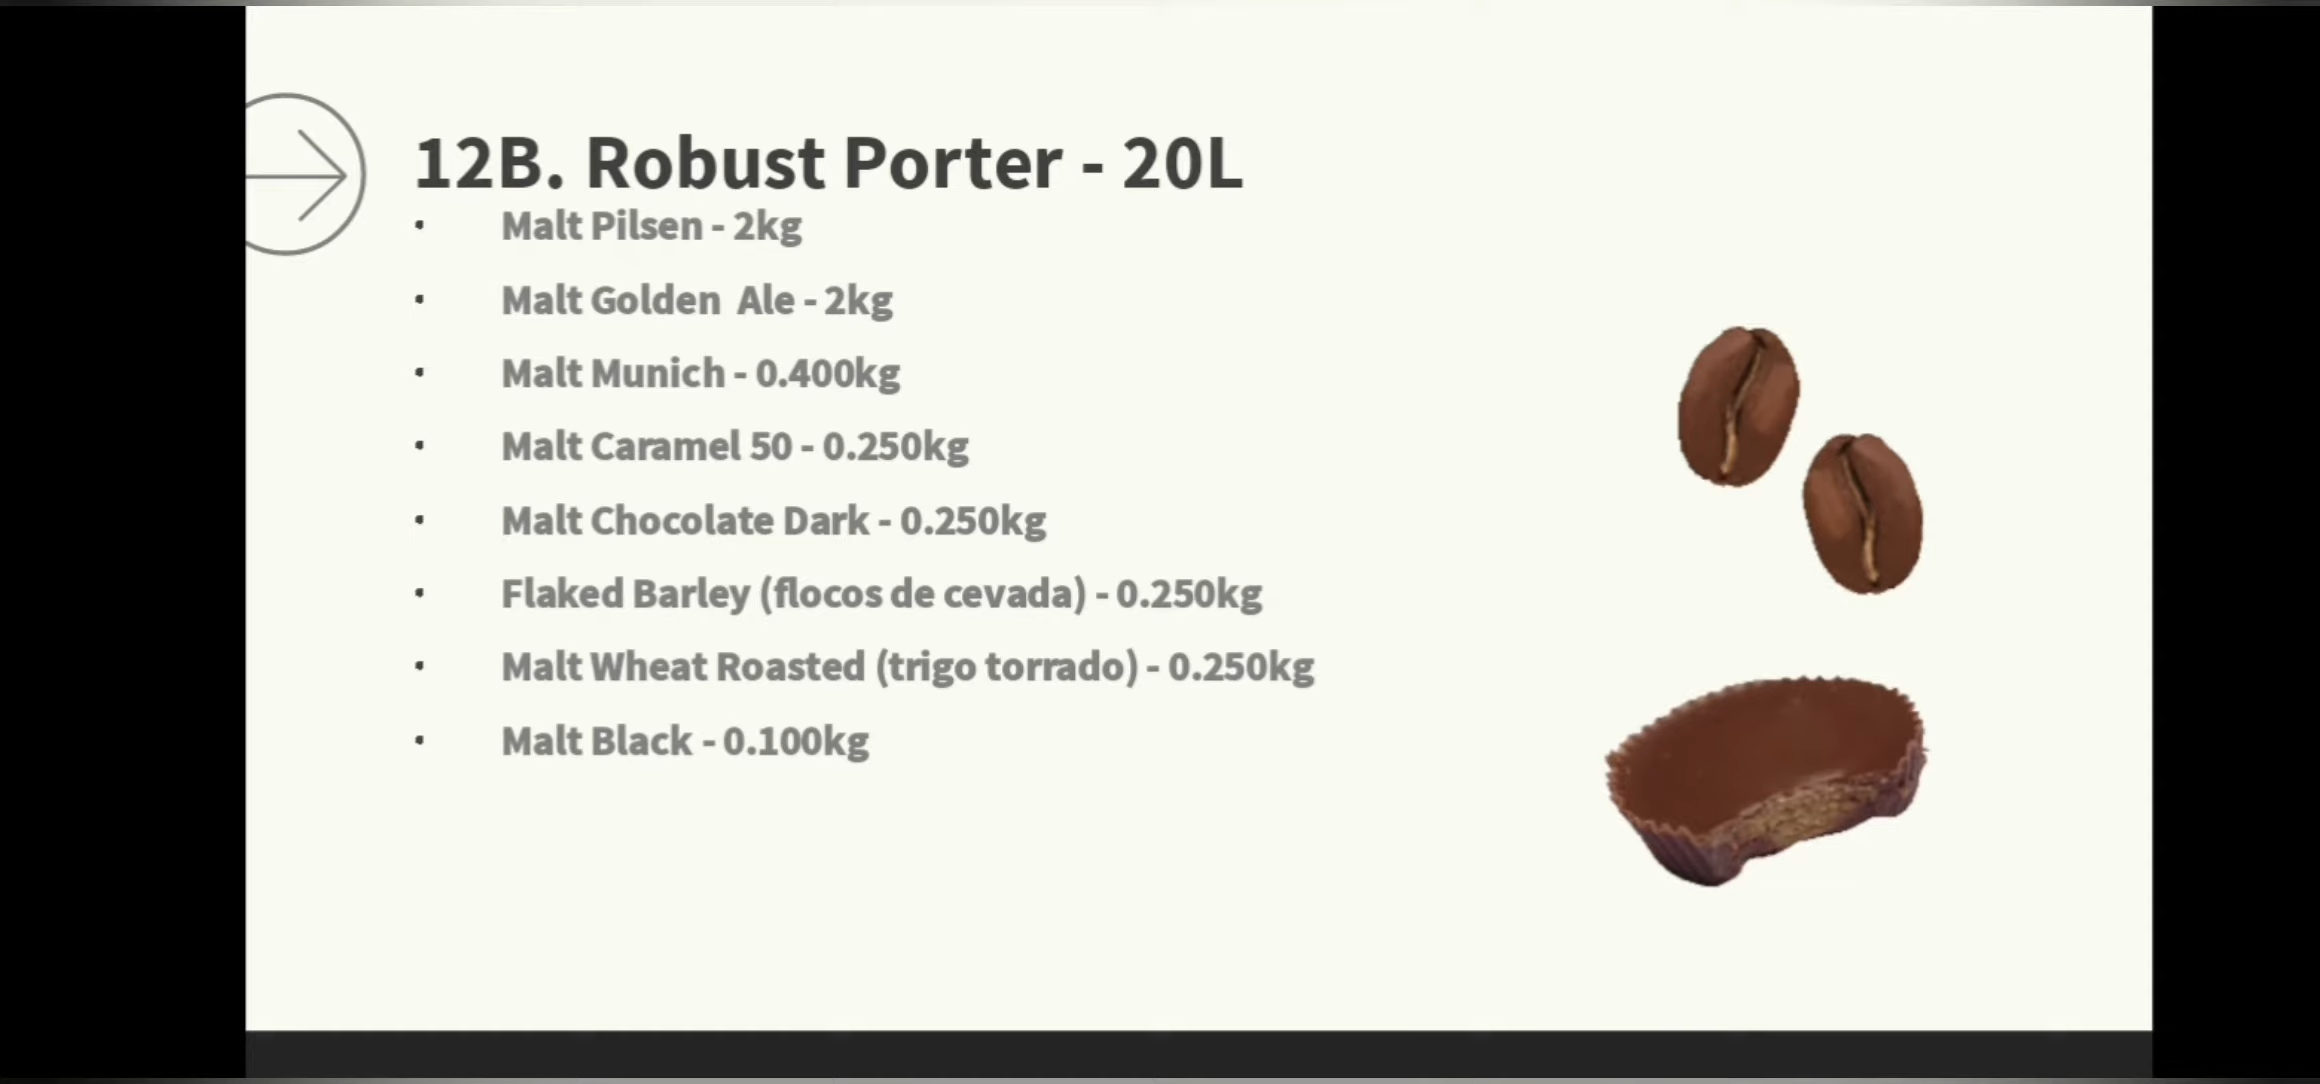 12B. Robust Porter - 20L
• Malt Pilsen - 2kg
• Malt Golden  Ale - 2kg
• Malt Munich - 0.400kg
• Malt Caramel 50 - 0.250kg
• Malt Chocolate Dark - 0.250kg
• Flaked Barley (flocos de cevada) - 0.250kg
• Malt Wheat Roasted (trigo torrado) - 0.250kg
• Malt Black - 0.100kg